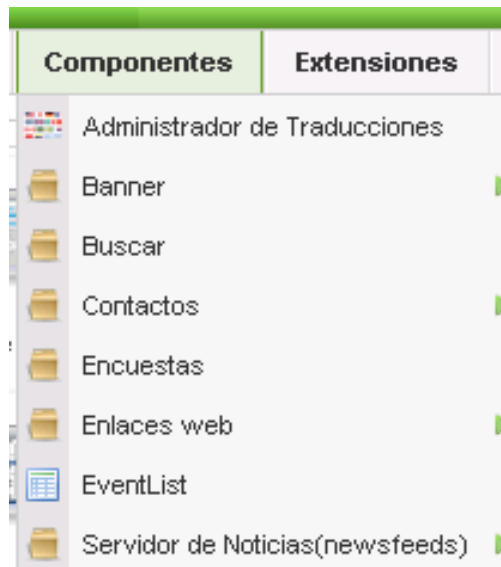 Componentes Extensiones
Administrador de Traducciones
Banner
Buscar
Contactos
Encuestas
Enlaces web
EventList
Servidor de Noticias(newsfeeds)